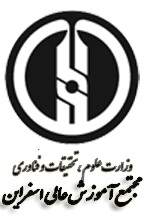 وزارت علوم، تحقیقات و فناوری
مجتمع آموزش عالی اسفراین